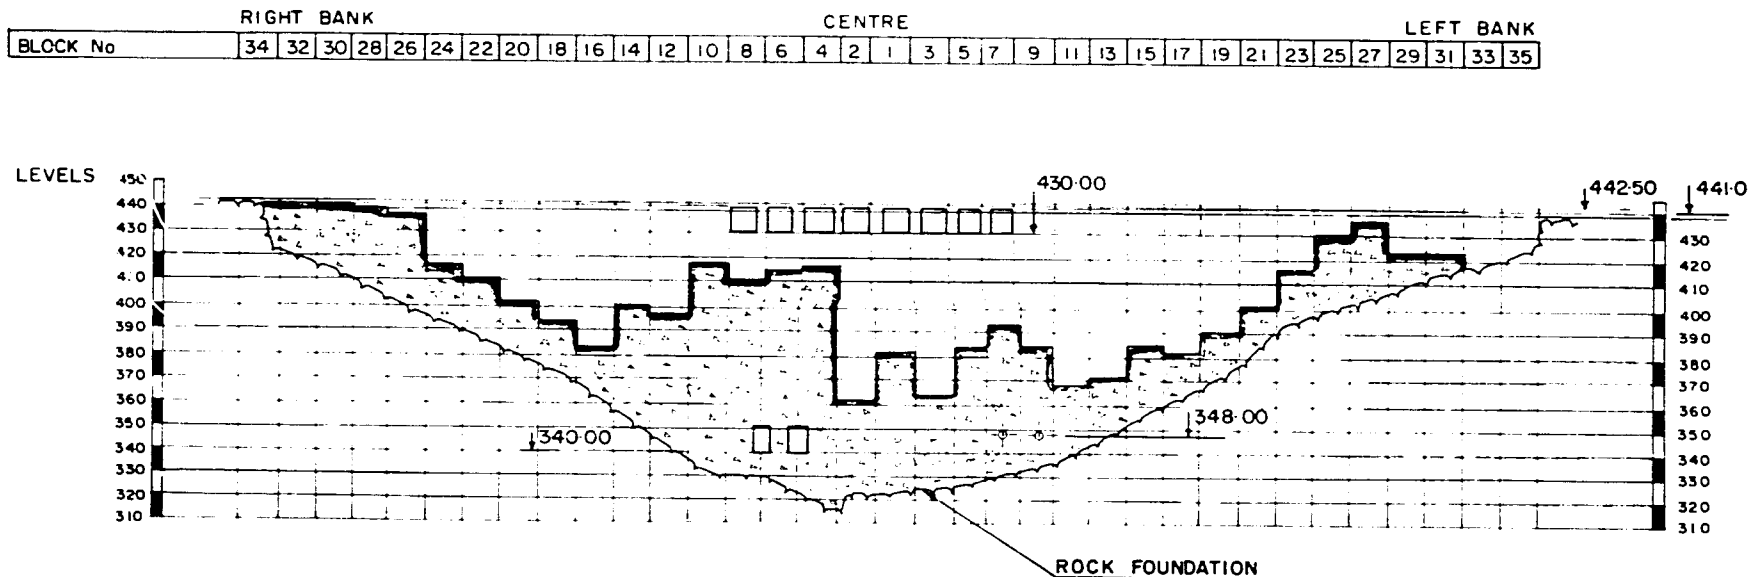 RIGHT BANK CENTRE LEFT BANK
BLOCK No 34 32 30 28 26 24 22 20 18 16 14 12 10 8 6 4 2 1 3 5 7 9 11 13 15 17 19 21 23 25 27 29 31 33 35
LEVELS 450
430·00 442·50 441·0
440
430 430
420 420
410 410
400 400
390 390
380 380
370 370
360 360
350 348·00 350
340 340·00 340
330 330
320 320
310 310
ROCK FOUNDATION